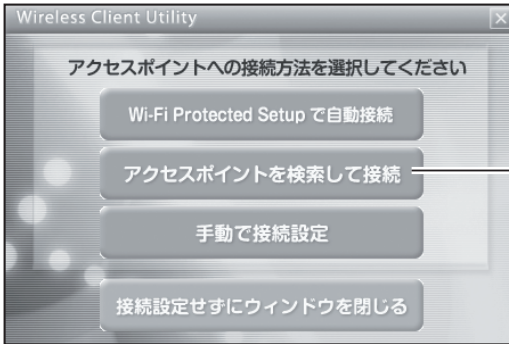 Wireless Client Utility
アクセスポイントへの接続方法を選択してください
Wi-Fi Protected Setup で自動接続
アクセスポイントを検索して接続
手動で接続設定
接続設定せずにウィンドウを閉じる